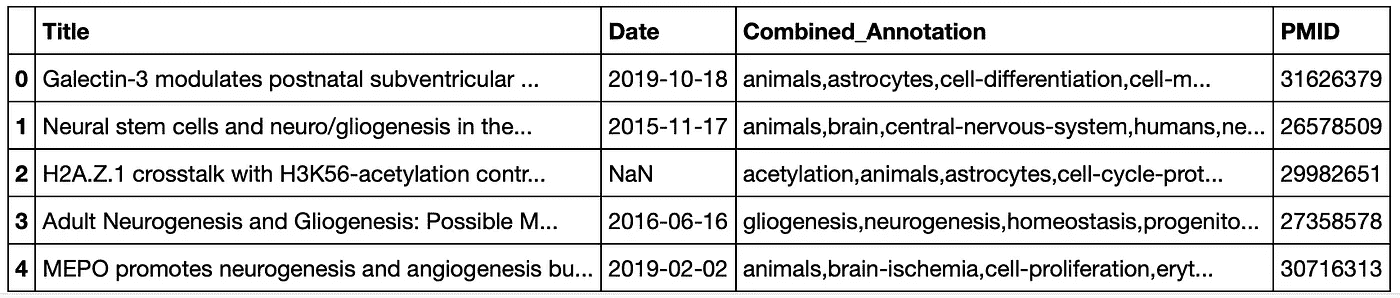 Title Date Combined_Annotation PMID
0 Galectin-3 modulates postnatal subventricular ... 2019-10-18 animals,astrocytes,cell-differentiation,cell-m... 31626379
1 Neural stem cells and neuro/gliogenesis in the... 2015-11-17 animals,brain,central-nervous-system,humans,ne... 26578509
2 H2A.Z.1 crosstalk with H3K56-acetylation contr... NaN acetylation,animals,astrocytes,cell-cycle-prot... 29982651
3 Adult Neurogenesis and Gliogenesis: Possible M... 2016-06-16 gliogenesis,neurogenesis,homeostasis,progenito... 27358578
4 MEPO promotes neurogenesis and angiogenesis bu... 2019-02-02 animals,brain-ischemia,cell-proliferation,eryt... 30716313